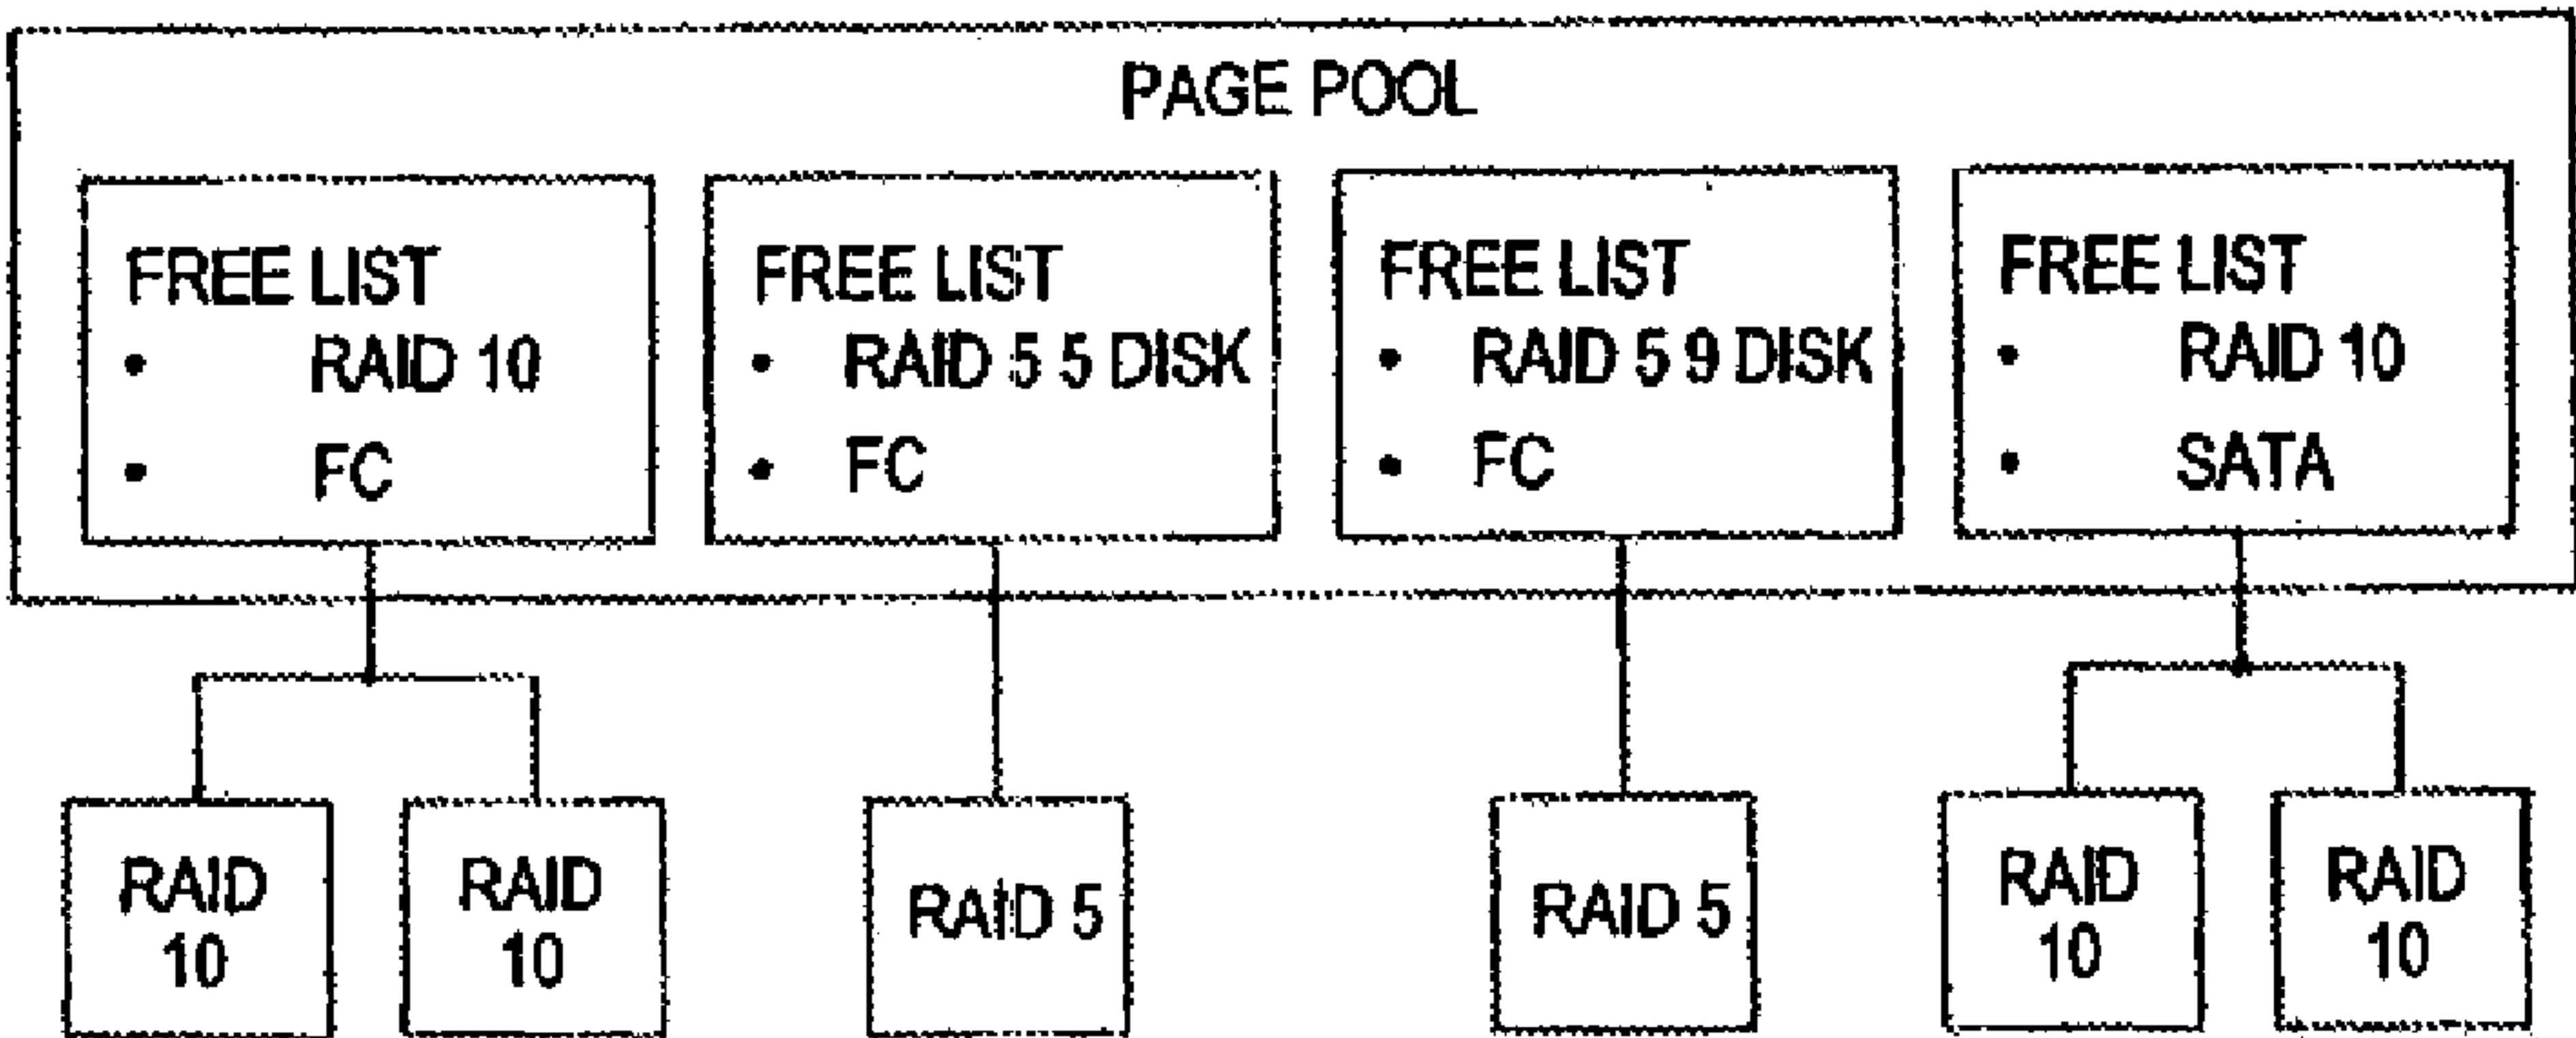 PAGE POOL
FREE LIST
• RAID 10
• FC
FREE LIST
• RAID 5 5 DISK
• FC
FREE LIST
• RAID 5 9 DISK
• FC
FREE LIST
• RAID 10
• SATA
RAID
10
RAID
10
RAID 5
RAID 5
RAID
10
RAID
10